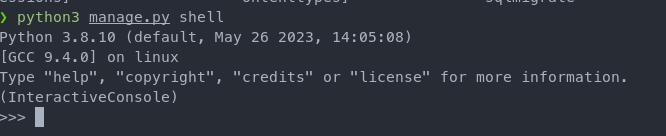 ❯ python3 manage.py shell
Python 3.8.10 (default, May 26 2023, 14:05:08)
[GCC 9.4.0] on linux
Type "help", "copyright", "credits" or "license" for more information.
(InteractiveConsole)
>>>